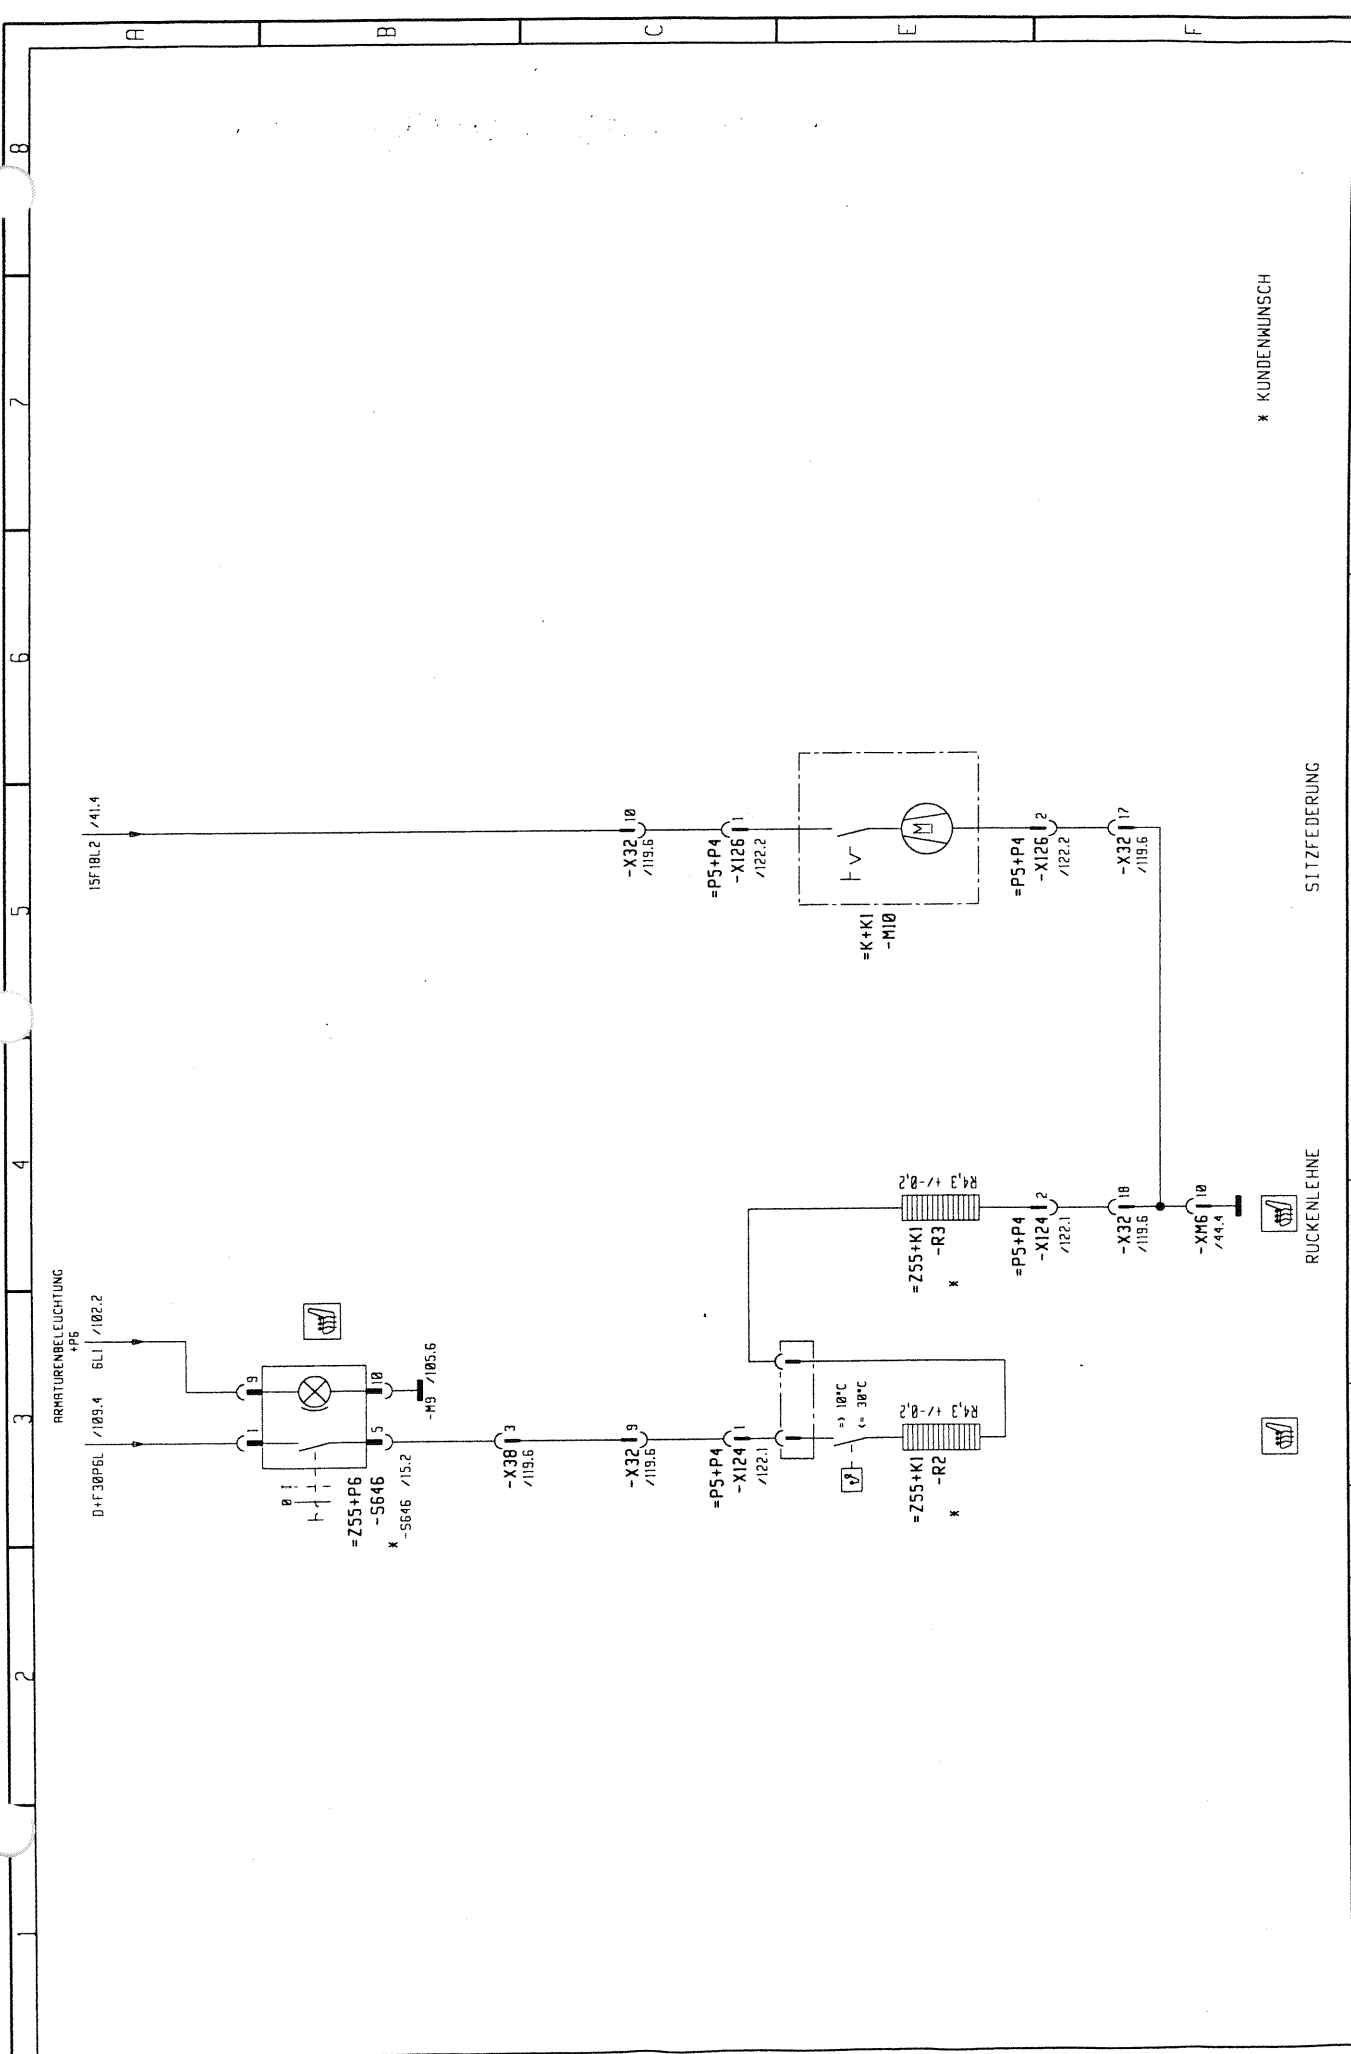 A
B
C
E
F
1
2
3
4
5
6
7
8
ARMATURENBELEUCHTUNG
+P6
D+F30P6L /109.4
6L1 /102.2
15F18L2 /41.4
1
9
0 I
=Z55+P6
-S646
* -S646 /15.2
5
10
-M9 /105.6
-X38 3
/119.6
-X32 9
/119.6
=P5+P4
-X124 1
/122.1
=> 10°C
<= 30°C
=Z55+K1
-R2
*
R4,3 +/-0,2
=Z55+K1
-R3
*
R4,3 +/-0,2
=P5+P4
-X124 2
/122.1
-X32 18
/119.6
-XM6 10
/44.4
-X32 10
/119.6
=P5+P4
-X126 1
/122.2
M
=K+K1
-M10
=P5+P4
-X126 2
/122.2
-X32 17
/119.6
* KUNDENWUNSCH
RUCKENLEHNE
SITZFEDERUNG